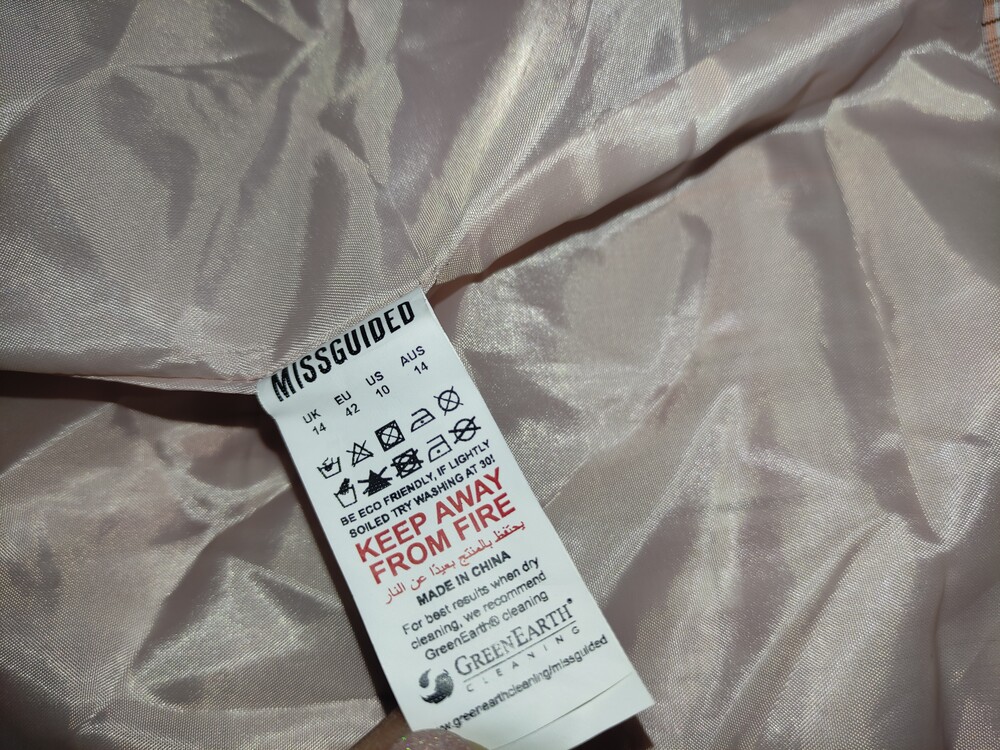 MISSGUIDED
UK EU US AUS
14 42 10 14
BE ECO FRIENDLY, IF LIGHTLY
SOILED TRY WASHING AT 30!
KEEP AWAY
FROM FIRE
يحتفظ بالمنتج بعيدًا عن النار
MADE IN CHINA
For best results when dry
cleaning, we recommend
GreenEarth® cleaning
GREENEARTH®
CLEANING
w.greenearthcleaning/missguided